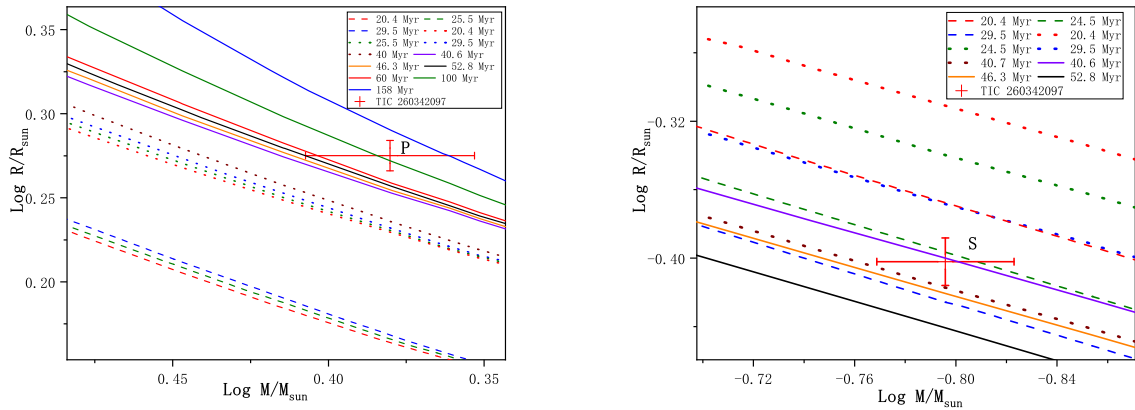 0.35
0.30
0.25
0.20
Log R/R_sun
0.45
0.40
0.35
Log M/M_sun
20.4 Myr
25.5 Myr
29.5 Myr
20.4 Myr
25.5 Myr
29.5 Myr
40 Myr
40.6 Myr
46.3 Myr
52.8 Myr
60 Myr
100 Myr
158 Myr
TIC 260342097
P
-0.32
-0.40
Log R/R_sun
-0.72
-0.76
-0.80
-0.84
Log M/M_sun
20.4 Myr
24.5 Myr
29.5 Myr
20.4 Myr
24.5 Myr
29.5 Myr
40.7 Myr
40.6 Myr
46.3 Myr
52.8 Myr
TIC 260342097
S